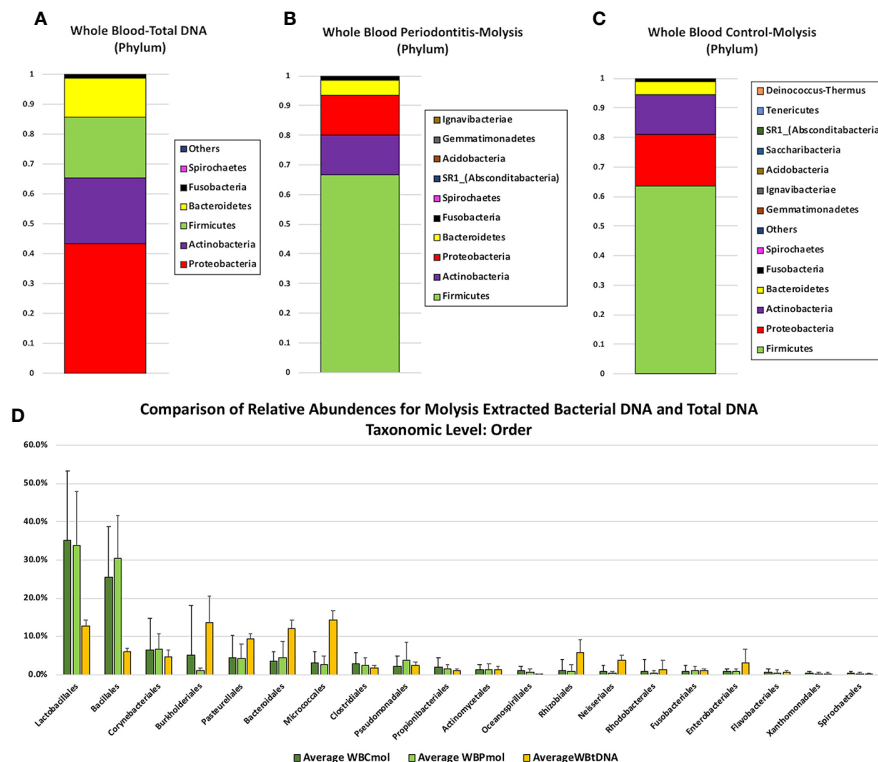 A
Whole Blood-Total DNA
(Phylum)
1
0.9
0.8
0.7
0.6
0.5
0.4
0.3
0.2
0.1
0
Others
Spirochaetes
Fusobacteria
Bacteroidetes
Firmicutes
Actinobacteria
Proteobacteria
B
Whole Blood Periodontitis-Molysis
(Phylum)
1
0.9
0.8
0.7
0.6
0.5
0.4
0.3
0.2
0.1
0
Ignavibacteriae
Gemmatimonadetes
Acidobacteria
SR1_(Absconditabacteria)
Spirochaetes
Fusobacteria
Bacteroidetes
Proteobacteria
Actinobacteria
Firmicutes
C
Whole Blood Control-Molysis
(Phylum)
1
0.9
0.8
0.7
0.6
0.5
0.4
0.3
0.2
0.1
0
Deinococcus-Thermus
Tenericutes
SR1_(Absconditabacteria)
Saccharibacteria
Acidobacteria
Ignavibacteriae
Gemmatimonadetes
Others
Spirochaetes
Fusobacteria
Bacteroidetes
Actinobacteria
Proteobacteria
Firmicutes
D
Comparison of Relative Abundences for Molysis Extracted Bacterial DNA and Total DNA
Taxonomic Level: Order
60.0%
50.0%
40.0%
30.0%
20.0%
10.0%
0.0%
Lactobacillales
Bacillales
Corynebacteriales
Burkholderiales
Pasteurellales
Bacteroidales
Micrococcales
Clostridiales
Pseudomonadales
Propionibacteriales
Actinomycetales
Oceanospirillales
Rhizobiales
Neisseriales
Rhodobacterales
Fusobacteriales
Enterobacteriales
Flavobacteriales
Xanthomonadales
Spirochaetales
Average WBCmol
Average WBPmol
AverageWBtDNA